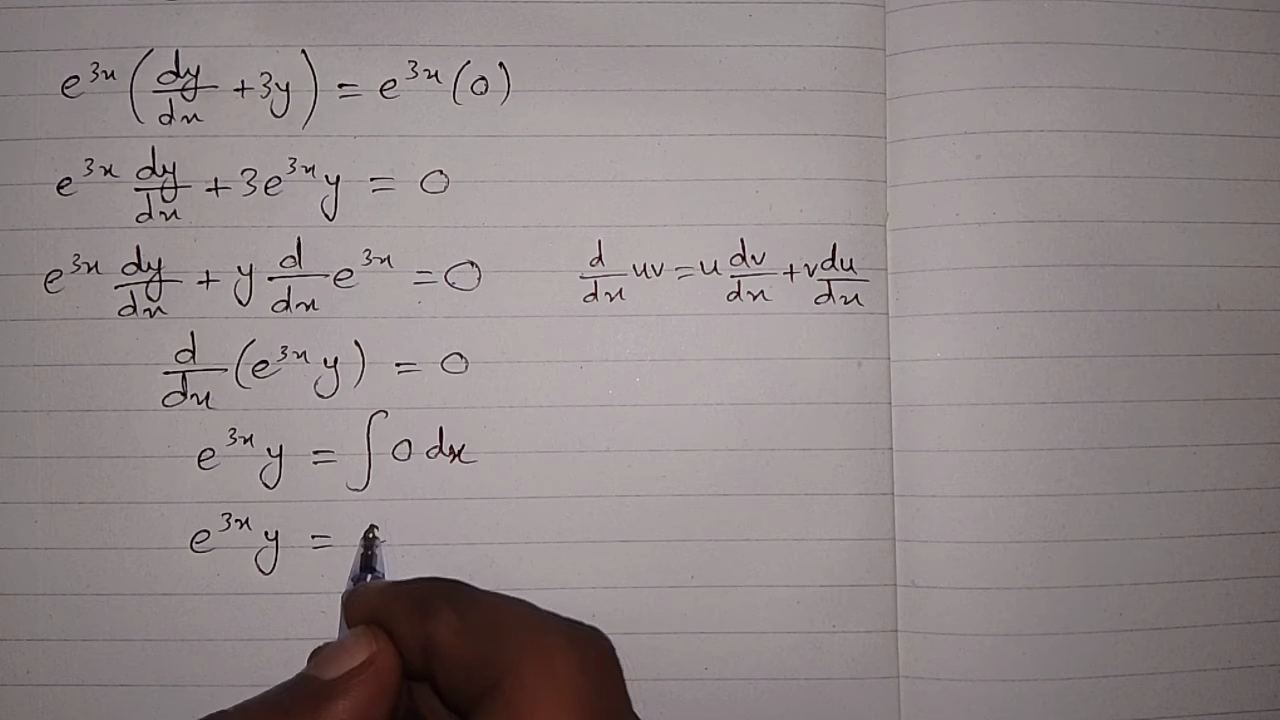 e^{3x} (dy/dx + 3y) = e^{3x} (0)
e^{3x} dy/dx + 3e^{3x} y = 0
e^{3x} dy/dx + y d/dx e^{3x} = 0
d/dx uv = u dv/dx + v du/dx
d/dx (e^{3x} y) = 0
e^{3x} y = ∫ 0 dx
e^{3x} y =